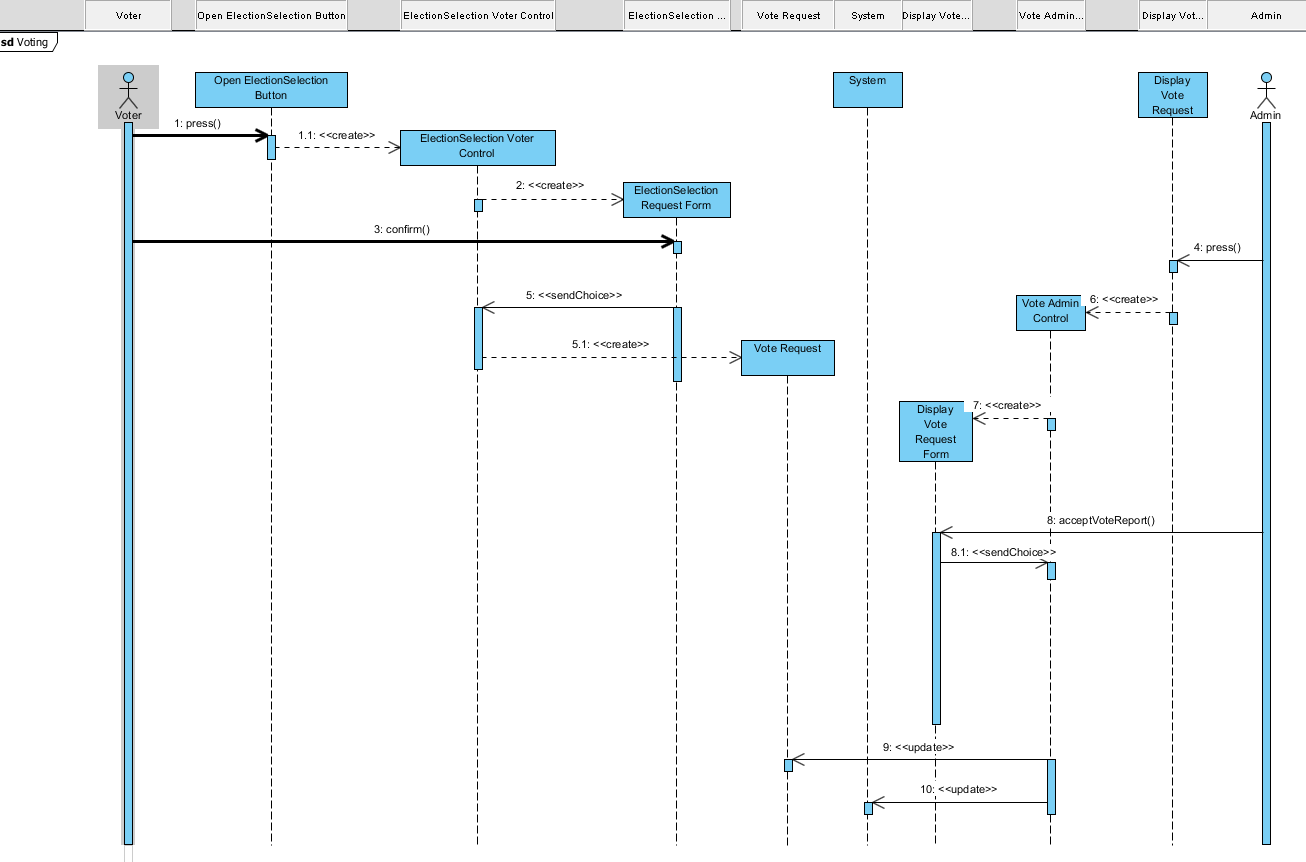 Voter
Open ElectionSelection Button
ElectionSelection Voter Control
ElectionSelection ...
Vote Request
System
Display Vote...
Vote Admin...
Display Vot...
Admin
sd Voting
Voter
Open ElectionSelection
Button
System
Display
Vote
Request
Admin
1: press()
1.1: <<create>>
ElectionSelection Voter
Control
2: <<create>>
ElectionSelection
Request Form
3: confirm()
4: press()
5: <<sendChoice>>
6: <<create>>
Vote Admin
Control
5.1: <<create>>
Vote Request
7: <<create>>
Display
Vote
Request
Form
8: acceptVoteReport()
8.1: <<sendChoice>>
9: <<update>>
10: <<update>>